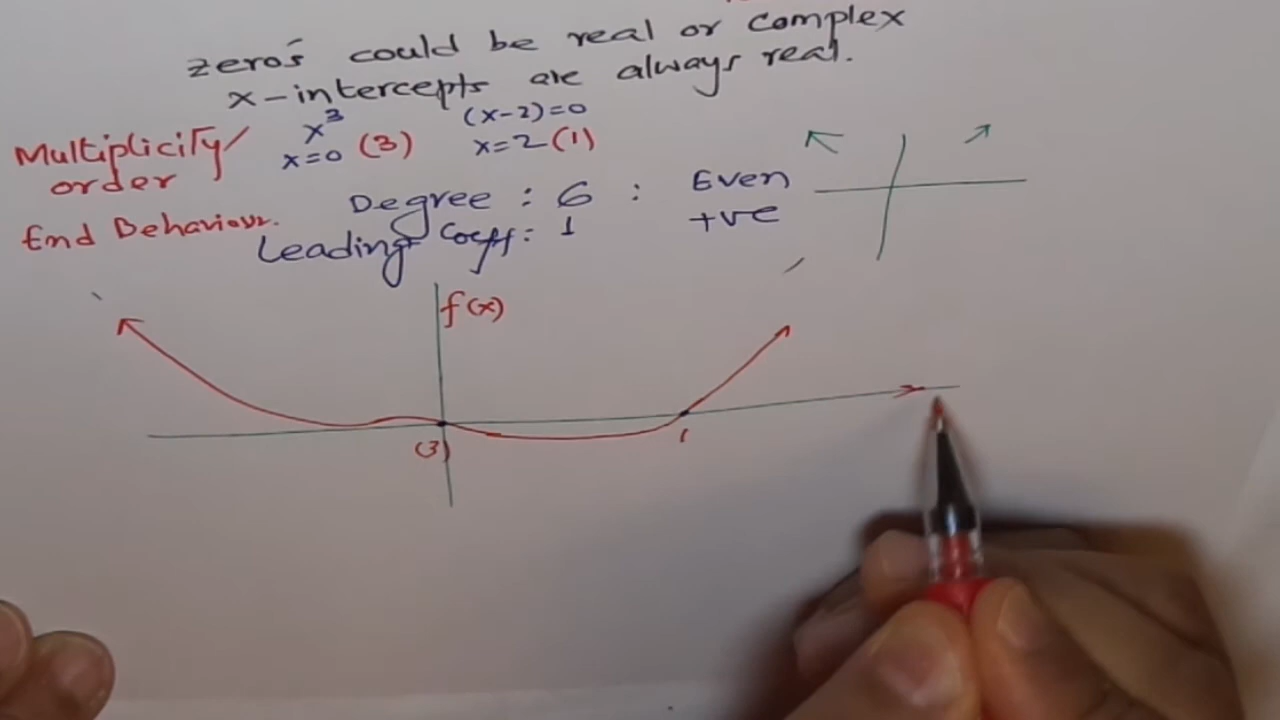 zero's could be real or complex
x-intercepts are always real.
Multiplicity/ x³ (x-2)=0
order x=0 (3) x=2 (1)
Degree : 6 : Even
End Behaviour.
Leading Coeff: 1 +ve
f(x)
(3) 1